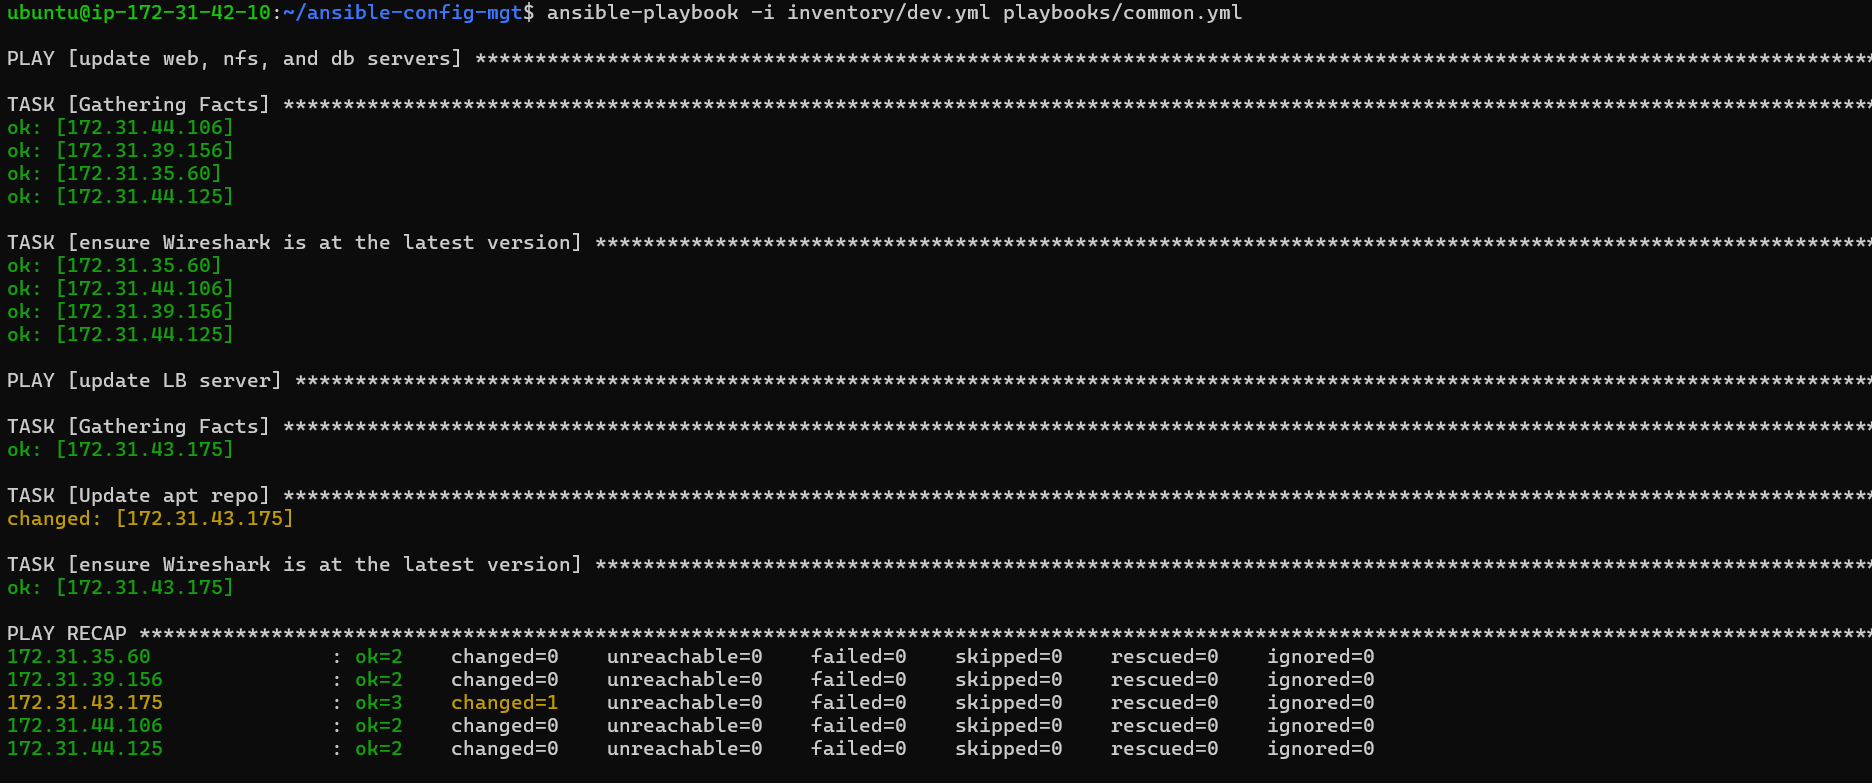 ubuntu@ip-172-31-42-10:~/ansible-config-mgt$ ansible-playbook -i inventory/dev.yml playbooks/common.yml
PLAY [update web, nfs, and db servers] *********************************************************************************************************************
TASK [Gathering Facts] *************************************************************************************************************************************
ok: [172.31.44.106]
ok: [172.31.39.156]
ok: [172.31.35.60]
ok: [172.31.44.125]
TASK [ensure Wireshark is at the latest version] ***********************************************************************************************************
ok: [172.31.35.60]
ok: [172.31.44.106]
ok: [172.31.39.156]
ok: [172.31.44.125]
PLAY [update LB server] ************************************************************************************************************************************
TASK [Gathering Facts] *************************************************************************************************************************************
ok: [172.31.43.175]
TASK [Update apt repo] *************************************************************************************************************************************
changed: [172.31.43.175]
TASK [ensure Wireshark is at the latest version] ***********************************************************************************************************
ok: [172.31.43.175]
PLAY RECAP *************************************************************************************************************************************************
172.31.35.60 : ok=2 changed=0 unreachable=0 failed=0 skipped=0 rescued=0 ignored=0
172.31.39.156 : ok=2 changed=0 unreachable=0 failed=0 skipped=0 rescued=0 ignored=0
172.31.43.175 : ok=3 changed=1 unreachable=0 failed=0 skipped=0 rescued=0 ignored=0
172.31.44.106 : ok=2 changed=0 unreachable=0 failed=0 skipped=0 rescued=0 ignored=0
172.31.44.125 : ok=2 changed=0 unreachable=0 failed=0 skipped=0 rescued=0 ignored=0